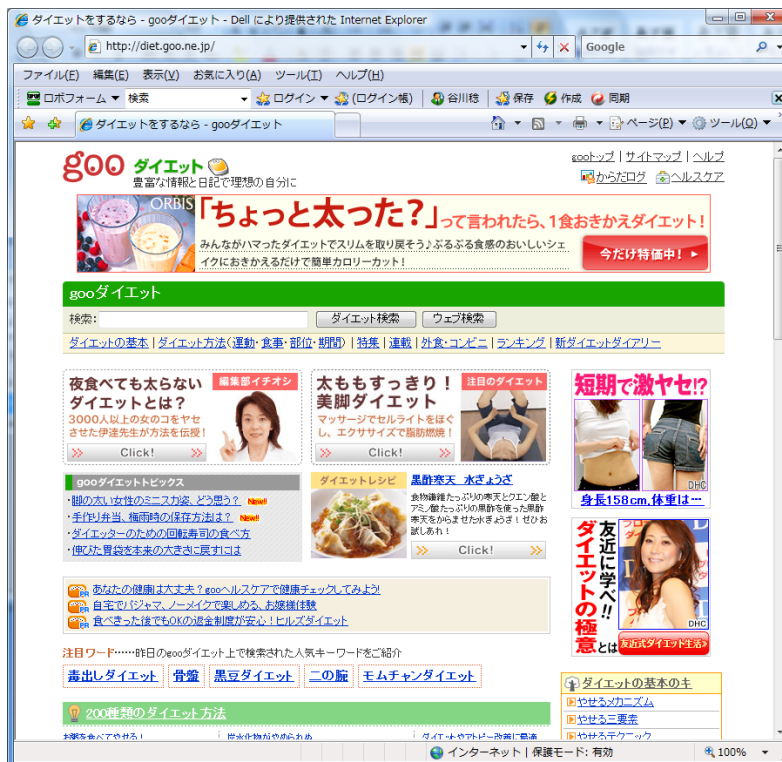 ダイエットをするなら - gooダイエット - Dell により提供された Internet Explorer
http://diet.goo.ne.jp/
Google
ファイル(F) 編集(E) 表示(V) お気に入り(A) ツール(T) ヘルプ(H)
ロボフォーム 検索 ログイン (ログイン帳) 谷川稔 保存 作成 同期
ダイエットをするなら - gooダイエット
ページ(P) ツール(O)
goo ダイエット
豊富な情報と日記で理想の自分に
gooトップ | サイトマップ | ヘルプ
からだログ ヘルスケア
ORBIS
「ちょっと太った?」って言われたら、1食おきかえダイエット!
みんながハマったダイエットでスリムを取り戻そう♪ぷるぷる食感のおいしいシェ
イクにおきかえるだけで簡単カロリーカット!
今だけ特価中!
gooダイエット
検索: ダイエット検索 ウェブ検索
ダイエットの基本 | ダイエット方法(運動・食事・部位・期間) | 特集 | 連載 | 外食・コンビニ | ランキング | 新ダイエットダイアリー
夜食べても太らない
ダイエットとは?
編集部イチオシ
3000人以上の女のコをヤセ
させた伊達先生が方法を伝授!
Click!
太ももすっきり!
美脚ダイエット
注目のダイエット
マッサージでセルライトをほぐ
し、エクササイズで脂肪燃焼!
Click!
短期で激ヤセ!?
DHC
身長158cm,体重は…
gooダイエットトピックス
・脚の太い女性のミニスカ姿、どう思う? New!!
・手作り弁当、梅雨時の保存方法は? New!!
・ダイエッターのための回転寿司の食べ方
・伸びた胃袋を本来の大きさに戻すには
ダイエットレシピ
黒酢寒天 水ぎょうざ
食物繊維たっぷりの寒天とクエン酸と
アミノ酸たっぷりの黒酢を使った黒酢
寒天をからませた水ぎょうざ!ぜひお
試しあれ!
Click!
友近に学べ!!
ダイエットの極意とは
DHC
友近式ダイエット生活
PR あなたの健康は大丈夫?gooヘルスケアで健康チェックしてみよう!
PR 自宅でパジャマ、ノーメイクで楽しめる、お嬢様体験
PR 食べきった後でもOKの返金制度が安心!ヒルズダイエット
注目ワード……昨日のgooダイエット上で検索された人気キーワードをご紹介
毒出しダイエット 骨盤 黒豆ダイエット 二の腕 モムチャンダイエット
ダイエットの基本のキ
やせるメカニズム
やせる三要素
やせるテクニック
200種類のダイエット方法
お粥を食べてやせる!
炭水化物がやめられぬ
ダイエットやアトピー改善に最適
インターネット | 保護モード: 有効
100%